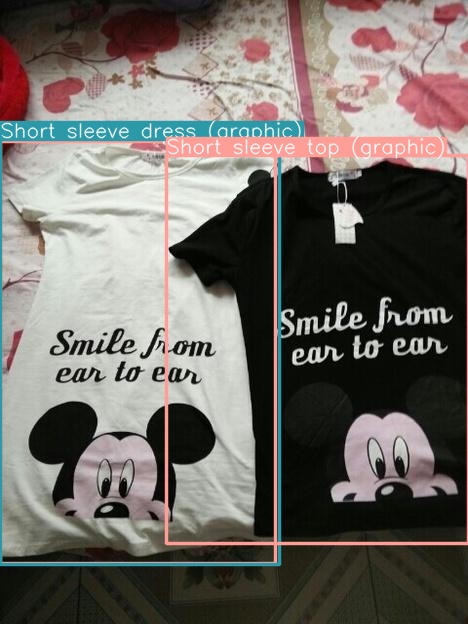 Short sleeve dress (graphic)
Short sleeve top (graphic)
Smile from
ear to ear
Smile from
ear to ear